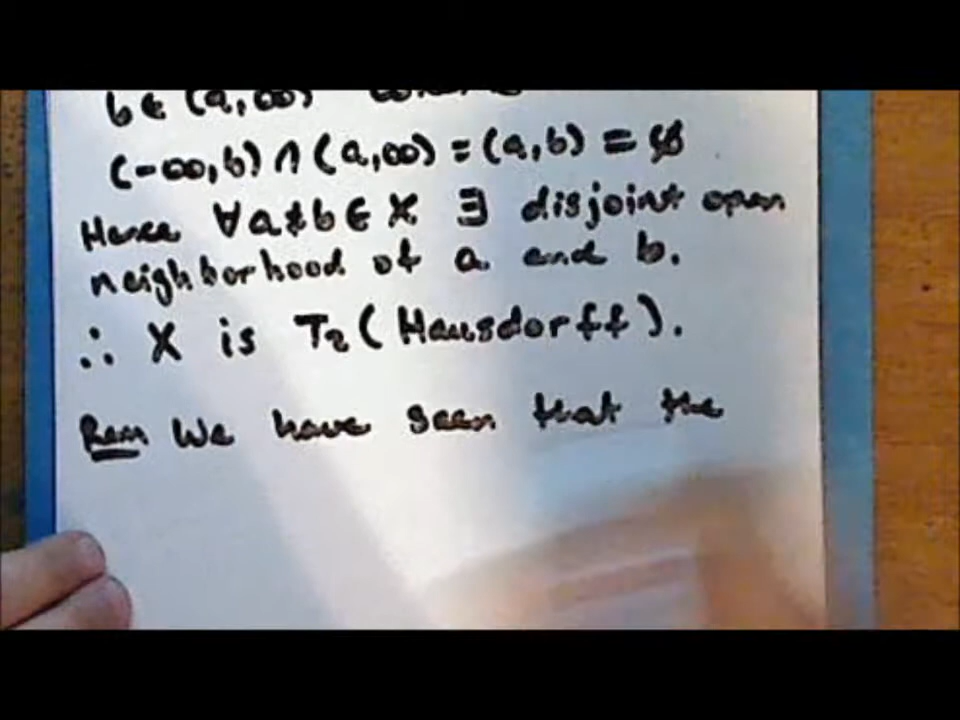 b ∈ (a, ∞)
(-∞, b) ∩ (a, ∞) = (a, b) = ∅
Hence ∀ a ≠ b ∈ X ∃ disjoint open
neighborhood of a and b.
∴ X is T₂ (Hausdorff).
Rem We have seen that the